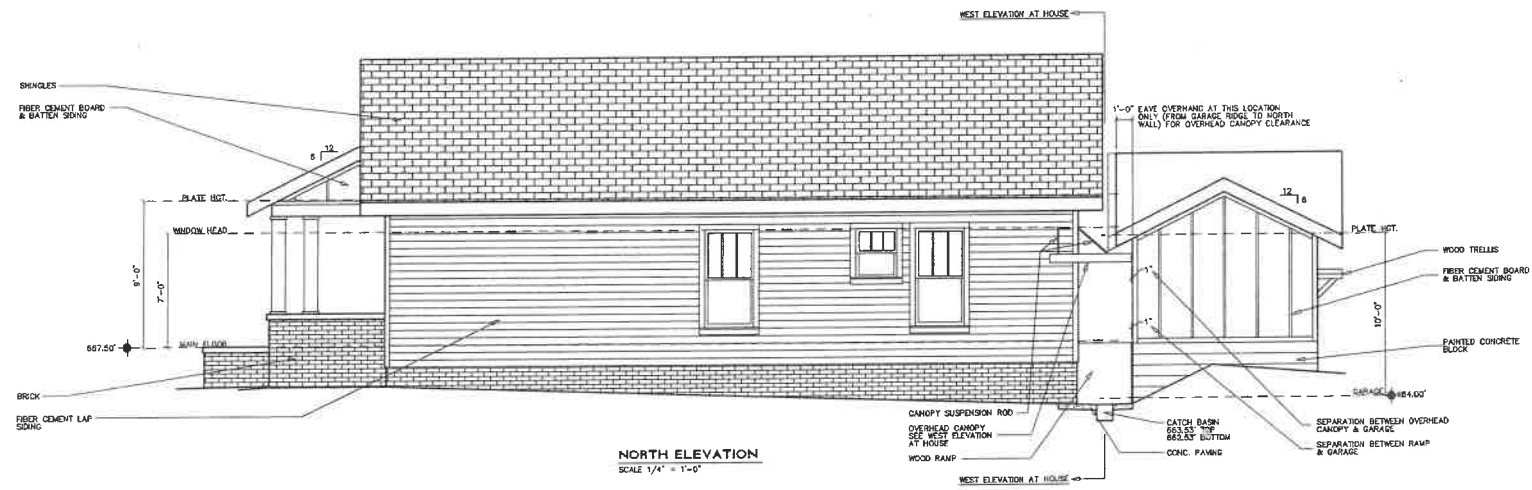 WEST ELEVATION AT HOUSE
SHINGLES
FIBER CEMENT BOARD
& BATTEN SIDING
1'-0" EAVE OVERHANG AT THIS LOCATION
ONLY (FROM GARAGE RIDGE TO NORTH
WALL) FOR OVERHEAD CANOPY CLEARANCE
12
6
12
6
PLATE HGT.
WINDOW HEAD
PLATE HGT.
WOOD TRELLIS
FIBER CEMENT BOARD
& BATTEN SIDING
9'-0"
7'-0"
1"
1"
10'-0"
667.50'
MAIN FLOOR
PAINTED CONCRETE
BLOCK
BRICK
GARAGE
FIBER CEMENT LAP
SIDING
CANOPY SUSPENSION ROD
OVERHEAD CANOPY
SEE WEST ELEVATION
AT HOUSE
WOOD RAMP
CATCH BASIN
663.53' TOP
662.53' BOTTOM
CONC. PAVING
SEPARATION BETWEEN OVERHEAD
CANOPY & GARAGE
SEPARATION BETWEEN RAMP
& GARAGE
NORTH ELEVATION
SCALE 1/4" = 1'-0"
WEST ELEVATION AT HOUSE